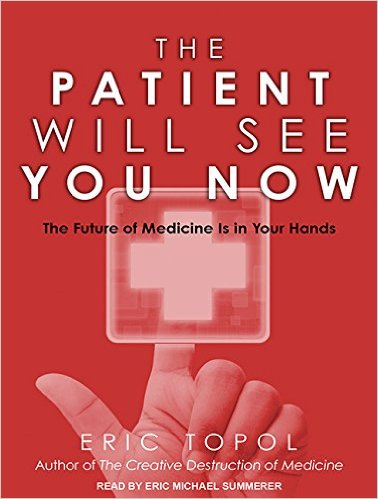 THE
PATIENT
WILL SEE
YOU NOW
The Future of Medicine Is in Your Hands
ERIC TOPOL
Author of The Creative Destruction of Medicine
READ BY ERIC MICHAEL SUMMERER